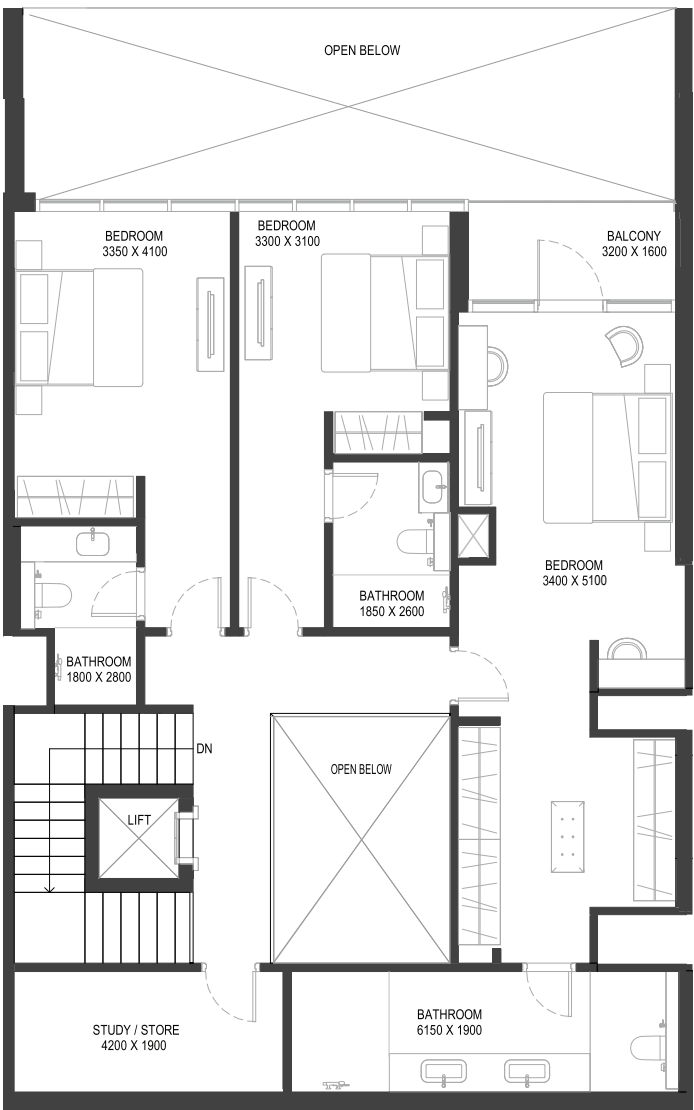 OPEN BELOW
BEDROOM
3350 X 4100
BEDROOM
3300 X 3100
BALCONY
3200 X 1600
BEDROOM
3400 X 5100
BATHROOM
1850 X 2600
BATHROOM
1800 X 2800
DN
OPEN BELOW
LIFT
BATHROOM
6150 X 1900
STUDY / STORE
4200 X 1900